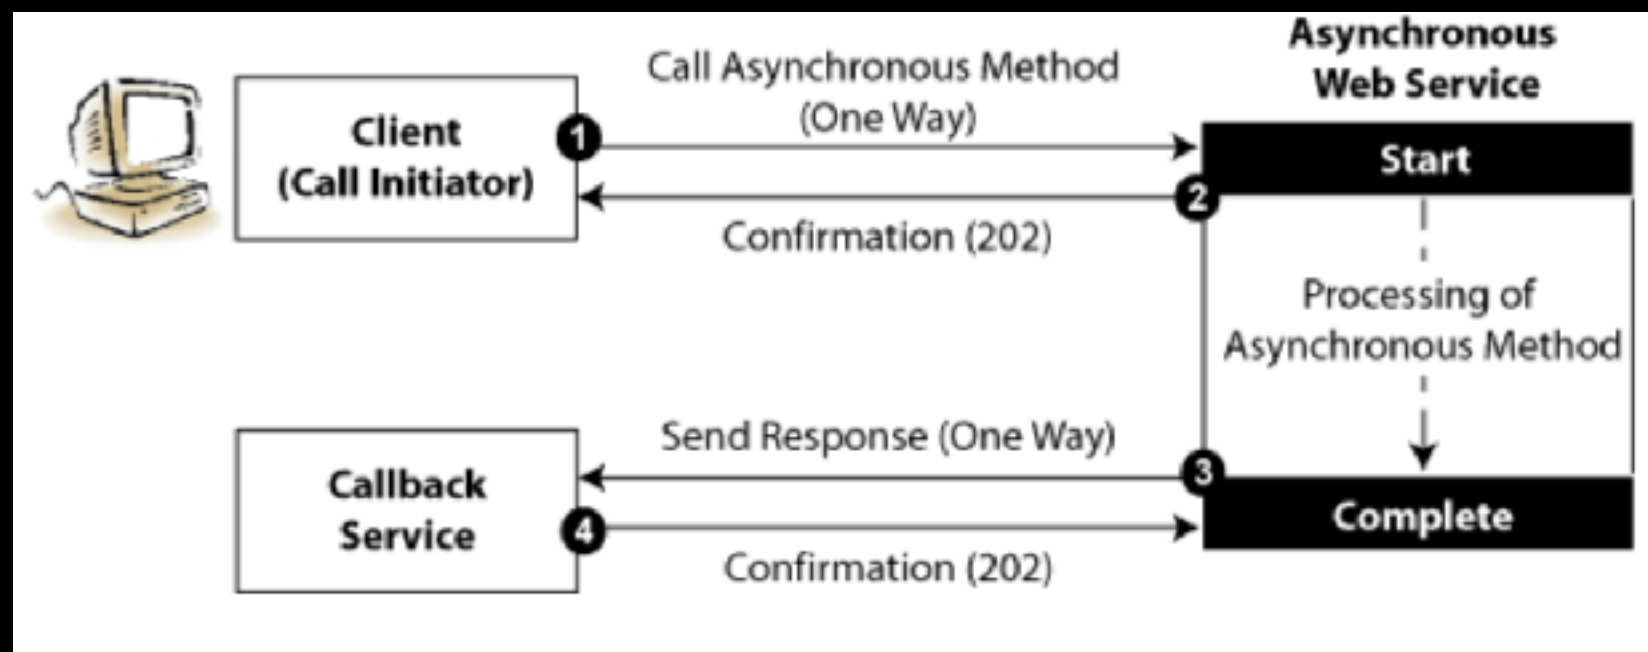 Asynchronous
Web Service
Call Asynchronous Method
(One Way)
Client
(Call Initiator)
1
Start
2
Confirmation (202)
Processing of
Asynchronous Method
Send Response (One Way)
3
Callback
Service
4
Complete
Confirmation (202)